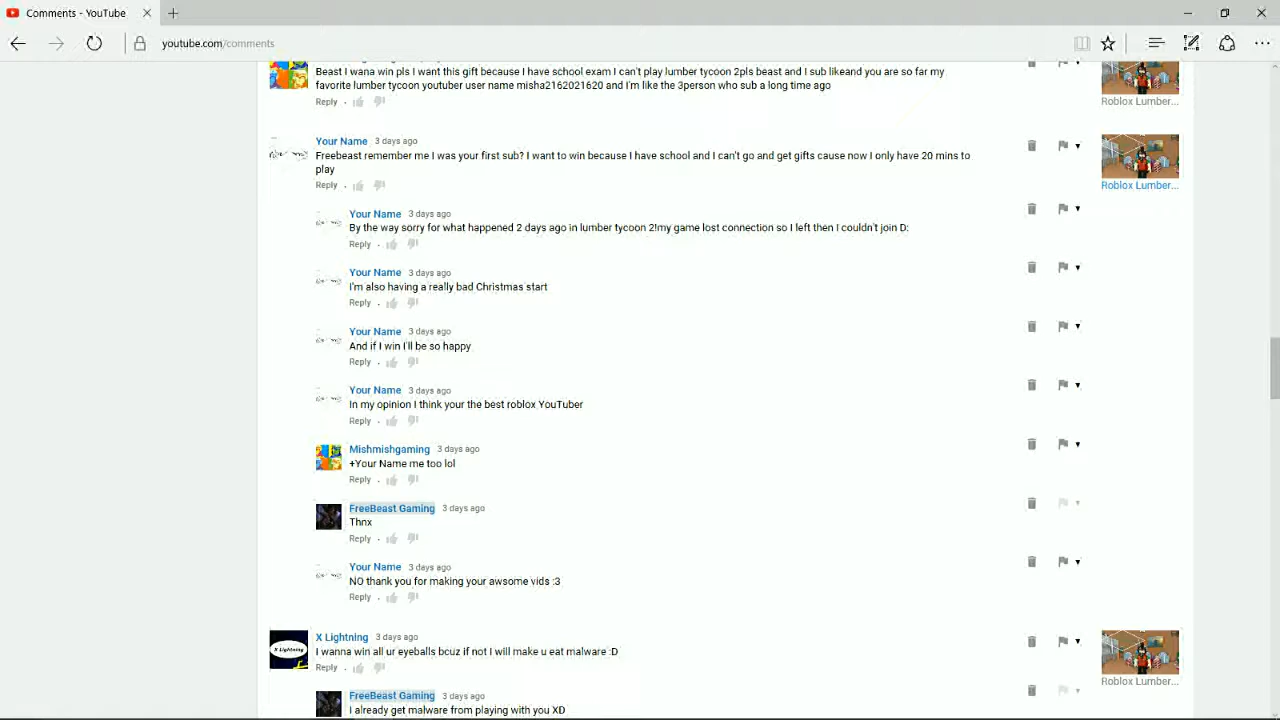 Comments - YouTube
youtube.com/comments
Beast I wana win pls I want this gift because I have school exam I can't play lumber tycoon 2pls beast and I sub likeand you are so far my
favorite lumber tycoon youtuber user name misha2162021620 and I'm like the 3person who sub a long time ago
Reply
Roblox Lumber...
Your Name 3 days ago
Freebeast remember me I was your first sub? I want to win because I have school and I can't go and get gifts cause now I only have 20 mins to
play
Reply
Roblox Lumber...
Your Name 3 days ago
By the way sorry for what happened 2 days ago in lumber tycoon 2!my game lost connection so I left then I couldn't join D:
Reply
Your Name 3 days ago
I'm also having a really bad Christmas start
Reply
Your Name 3 days ago
And if I win I'll be so happy
Reply
Your Name 3 days ago
In my opinion I think your the best roblox YouTuber
Reply
Mishmishgaming 3 days ago
+Your Name me too lol
Reply
FreeBeast Gaming 3 days ago
Thnx
Reply
Your Name 3 days ago
NO thank you for making your awsome vids :3
Reply
X Lightning
X Lightning 3 days ago
I wanna win all ur eyeballs bcuz if not I will make u eat malware :D
Reply
Roblox Lumber...
FreeBeast Gaming 3 days ago
I already get malware from playing with you XD